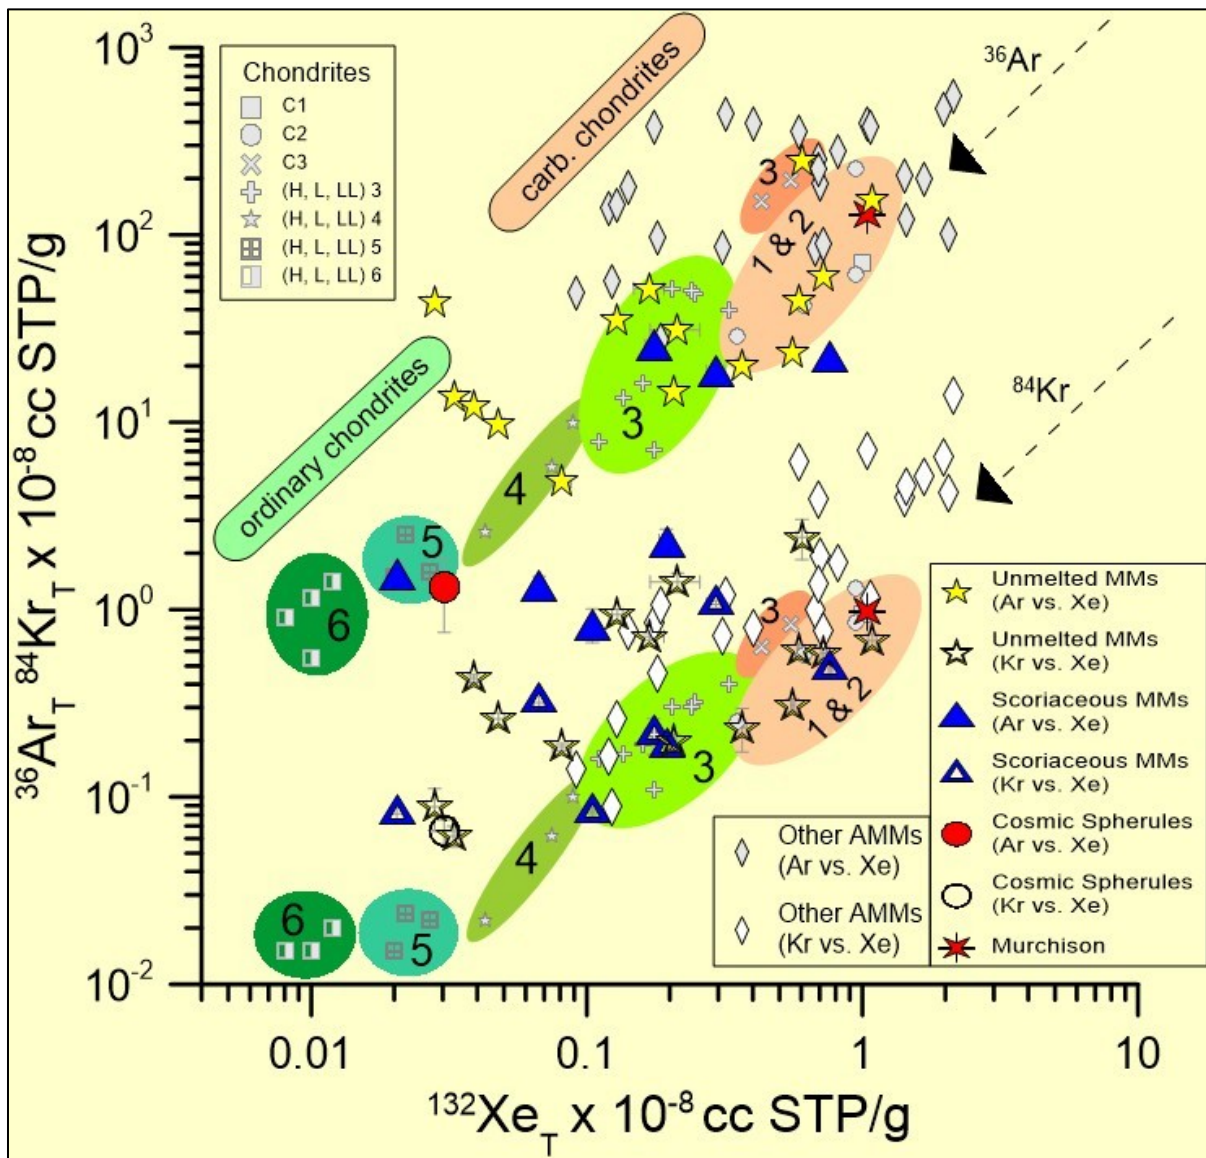 10³
10²
10¹
10⁰
10⁻¹
10⁻²
³⁶Ar_T ⁸⁴Kr_T x 10⁻⁸ cc STP/g
Chondrites
C1
C2
C3
(H, L, LL) 3
(H, L, LL) 4
(H, L, LL) 5
(H, L, LL) 6
carb. chondrites
ordinary chondrites
³⁶Ar
⁸⁴Kr
3
1 & 2
3
4
5
6
3
1 & 2
3
4
5
6
Unmelted MMs
(Ar vs. Xe)
Unmelted MMs
(Kr vs. Xe)
Scoriaceous MMs
(Ar vs. Xe)
Scoriaceous MMs
(Kr vs. Xe)
Cosmic Spherules
(Ar vs. Xe)
Cosmic Spherules
(Kr vs. Xe)
Murchison
Other AMMs
(Ar vs. Xe)
Other AMMs
(Kr vs. Xe)
0.01
0.1
1
10
¹³²Xe_T x 10⁻⁸ cc STP/g